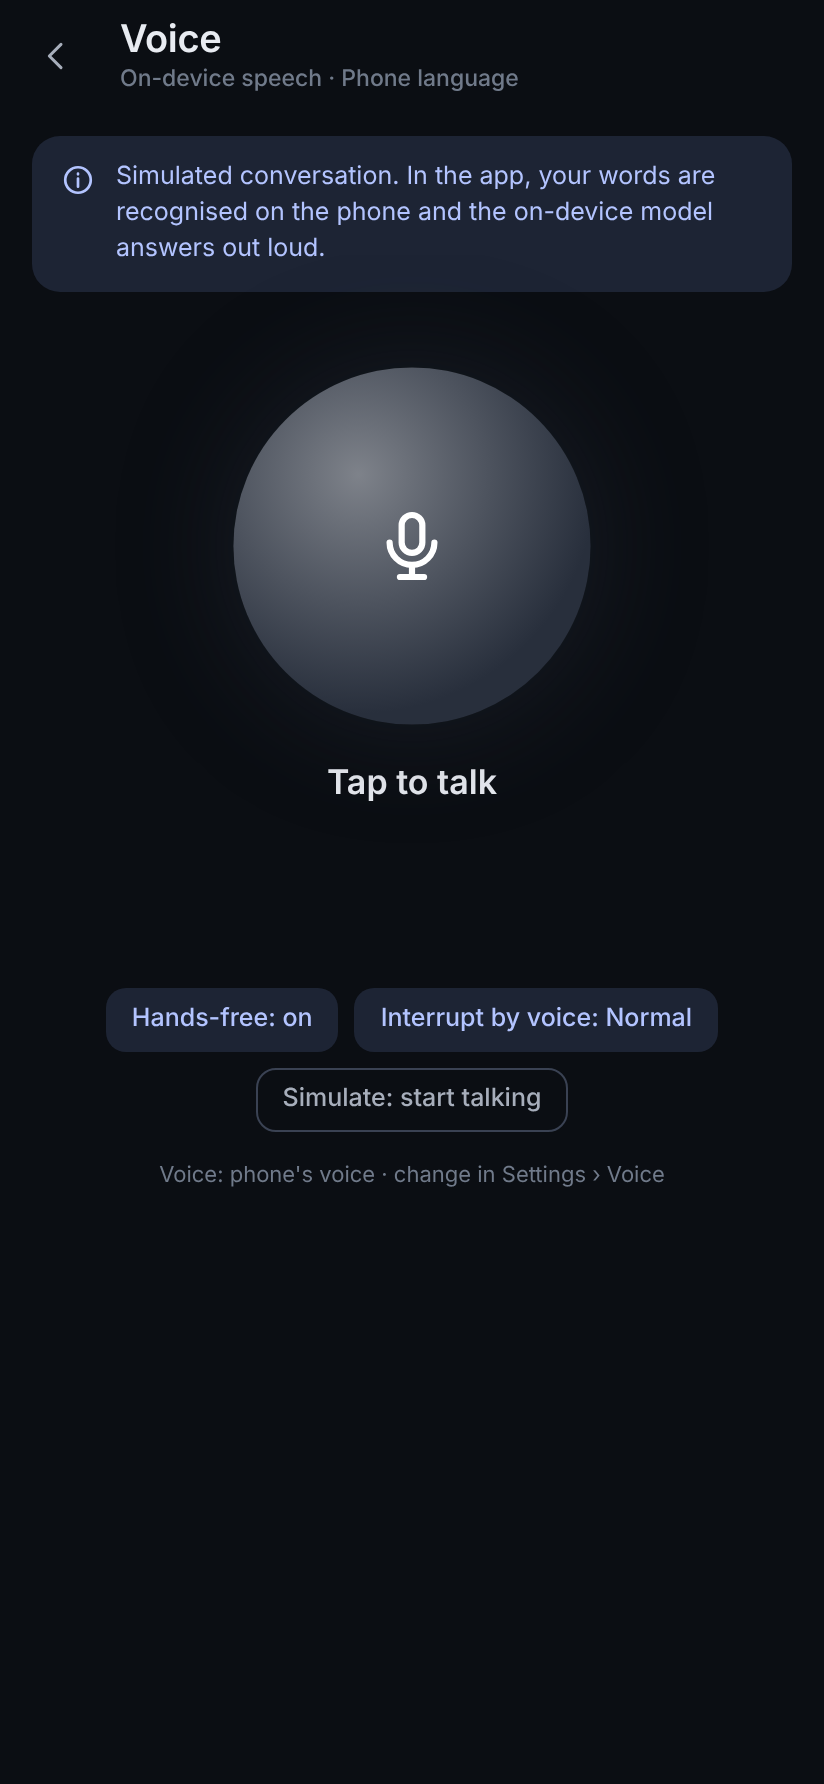 Voice
On-device speech · Phone language
Simulated conversation. In the app, your words are
recognised on the phone and the on-device model
answers out loud.
Tap to talk
Hands-free: on
Interrupt by voice: Normal
Simulate: start talking
Voice: phone's voice · change in Settings › Voice